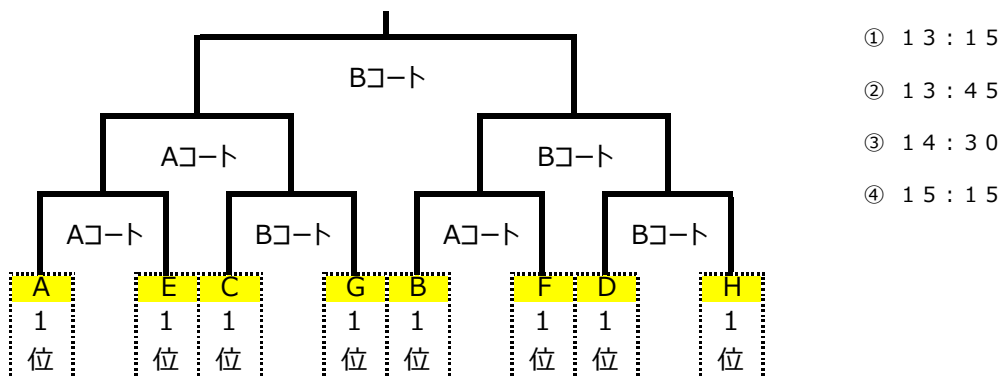 ① １３：１５
Bコート
② １３：４５
Aコート Bコート
③ １４：３０
④ １５：１５
Aコート Bコート Aコート Bコート
A E C G B F D H
1 1 1 1 1 1 1 1
位 位 位 位 位 位 位 位